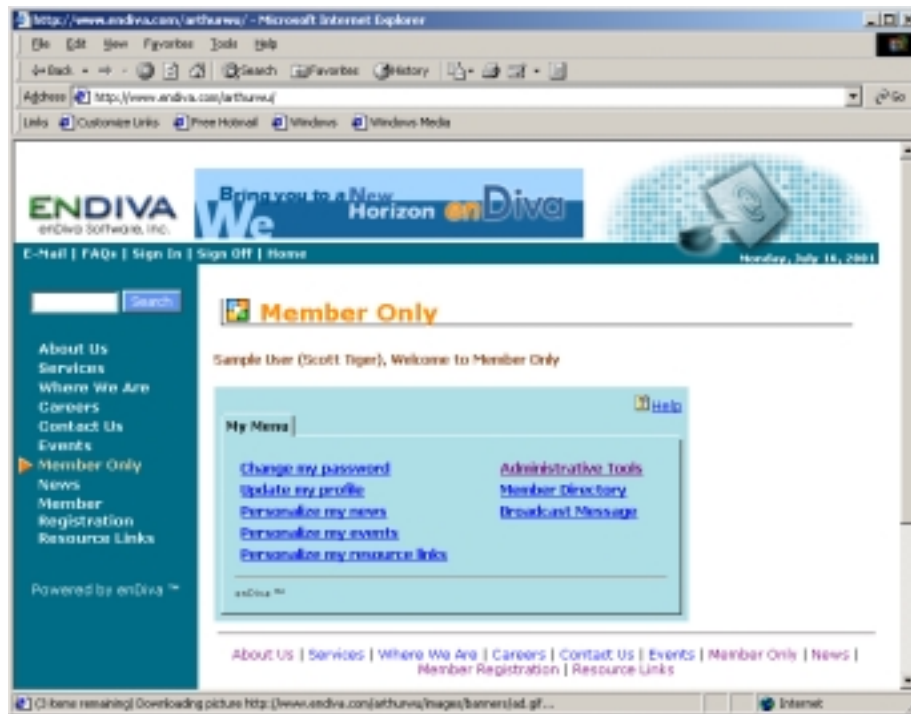 http://www.endiva.com/arthurwu/ - Microsoft Internet Explorer
File Edit View Favorites Tools Help
Back Search Favorites History
Address http://www.endiva.com/arthurwu/ Go
Links Customize Links Free Hotmail Windows Windows Media
ENDIVA
enDiva Software, Inc.
Bring you to a New
We Horizon enDiva
E-Mail | FAQs | Sign In | Sign Off | Home
Monday, July 16, 2001
Search
Member Only
Sample User (Scott Tiger), Welcome to Member Only
About Us
Services
Where We Are
Careers
Contact Us
Events
Member Only
News
Member
Registration
Resource Links
Powered by enDiva ™
Help
My Menu
Change my password
Update my profile
Personalize my news
Personalize my events
Personalize my resource links
Administrative Tools
Member Directory
Broadcast Message
enDiva ™
About Us | Services | Where We Are | Careers | Contact Us | Events | Member Only | News |
Member Registration | Resource Links
(3 items remaining) Downloading picture http://www.endiva.com/arthurwu/images/banners/ad.gif...
Internet